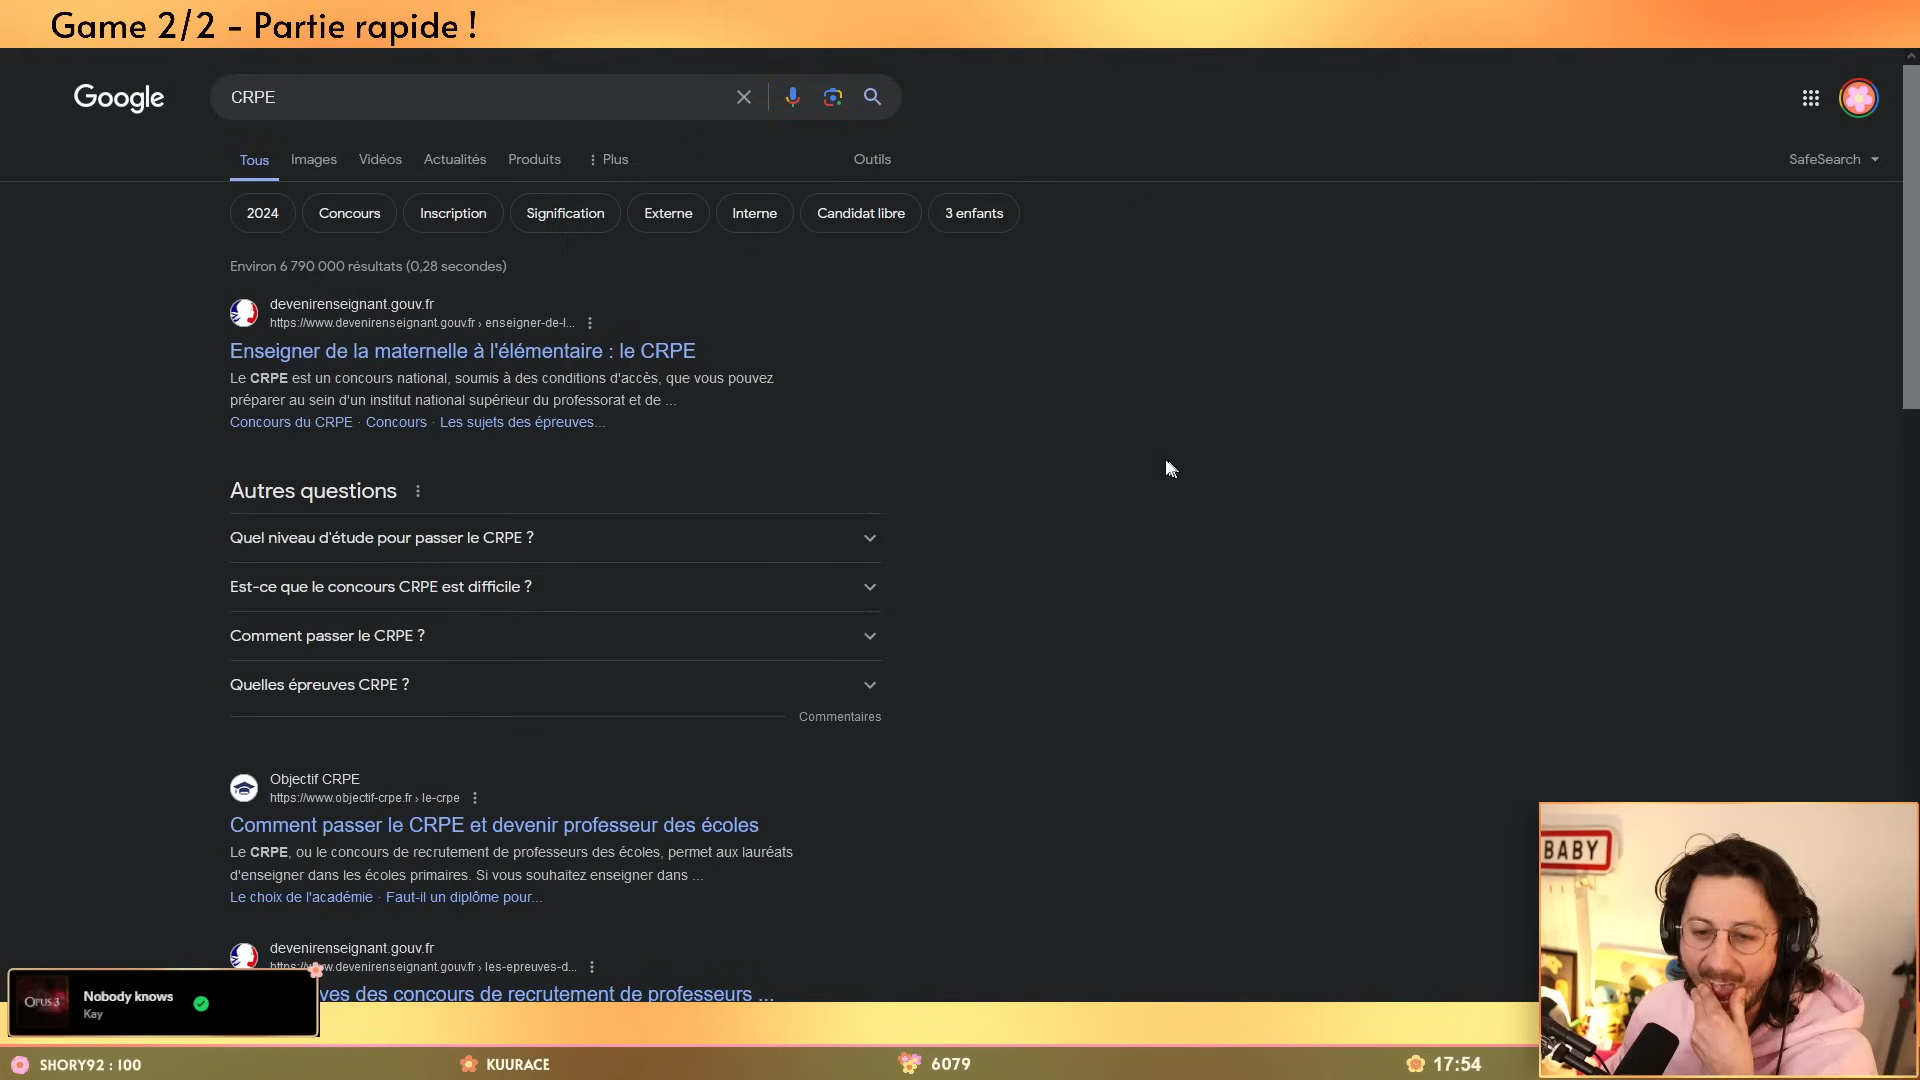 Game 2/2 - Partie rapide !
Google
CRPE
Tous
Images
Vidéos
Actualités
Produits
Plus
Outils
SafeSearch
2024
Concours
Inscription
Signification
Externe
Interne
Candidat libre
3 enfants
Environ 6 790 000 résultats (0,28 secondes)
devenirenseignant.gouv.fr
https://www.devenirenseignant.gouv.fr › enseigner-de-l...
Enseigner de la maternelle à l'élémentaire : le CRPE
Le CRPE est un concours national, soumis à des conditions d'accès, que vous pouvez
préparer au sein d'un institut national supérieur du professorat et de ...
Concours du CRPE · Concours · Les sujets des épreuves...
Autres questions
Quel niveau d'étude pour passer le CRPE ?
Est-ce que le concours CRPE est difficile ?
Comment passer le CRPE ?
Quelles épreuves CRPE ?
Commentaires
Objectif CRPE
https://www.objectif-crpe.fr › le-crpe
Comment passer le CRPE et devenir professeur des écoles
Le CRPE, ou le concours de recrutement de professeurs des écoles, permet aux lauréats
d'enseigner dans les écoles primaires. Si vous souhaitez enseigner dans ...
Le choix de l'académie · Faut-il un diplôme pour...
devenirenseignant.gouv.fr
https://www.devenirenseignant.gouv.fr › les-epreuves-d...
ves des concours de recrutement de professeurs ...
BABY
OPUS 3
Nobody knows
Kay
SHORY92 : 100
KUURACE
6079
17:54